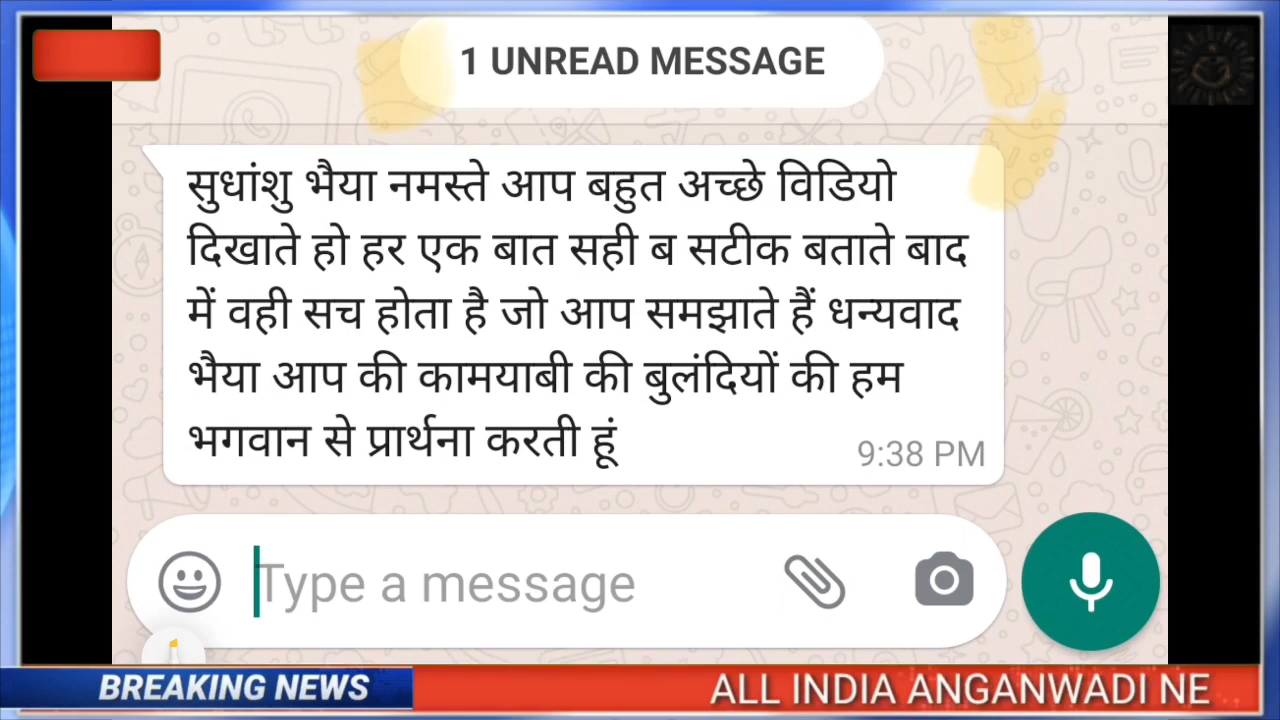 1 UNREAD MESSAGE
सुधांशु भैया नमस्ते आप बहुत अच्छे विडियो
दिखाते हो हर एक बात सही ब सटीक बताते बाद
में वही सच होता है जो आप समझाते हैं धन्यवाद
भैया आप की कामयाबी की बुलंदियों की हम
भगवान से प्रार्थना करती हूं
9:38 PM
Type a message
BREAKING NEWS
ALL INDIA ANGANWADI NE